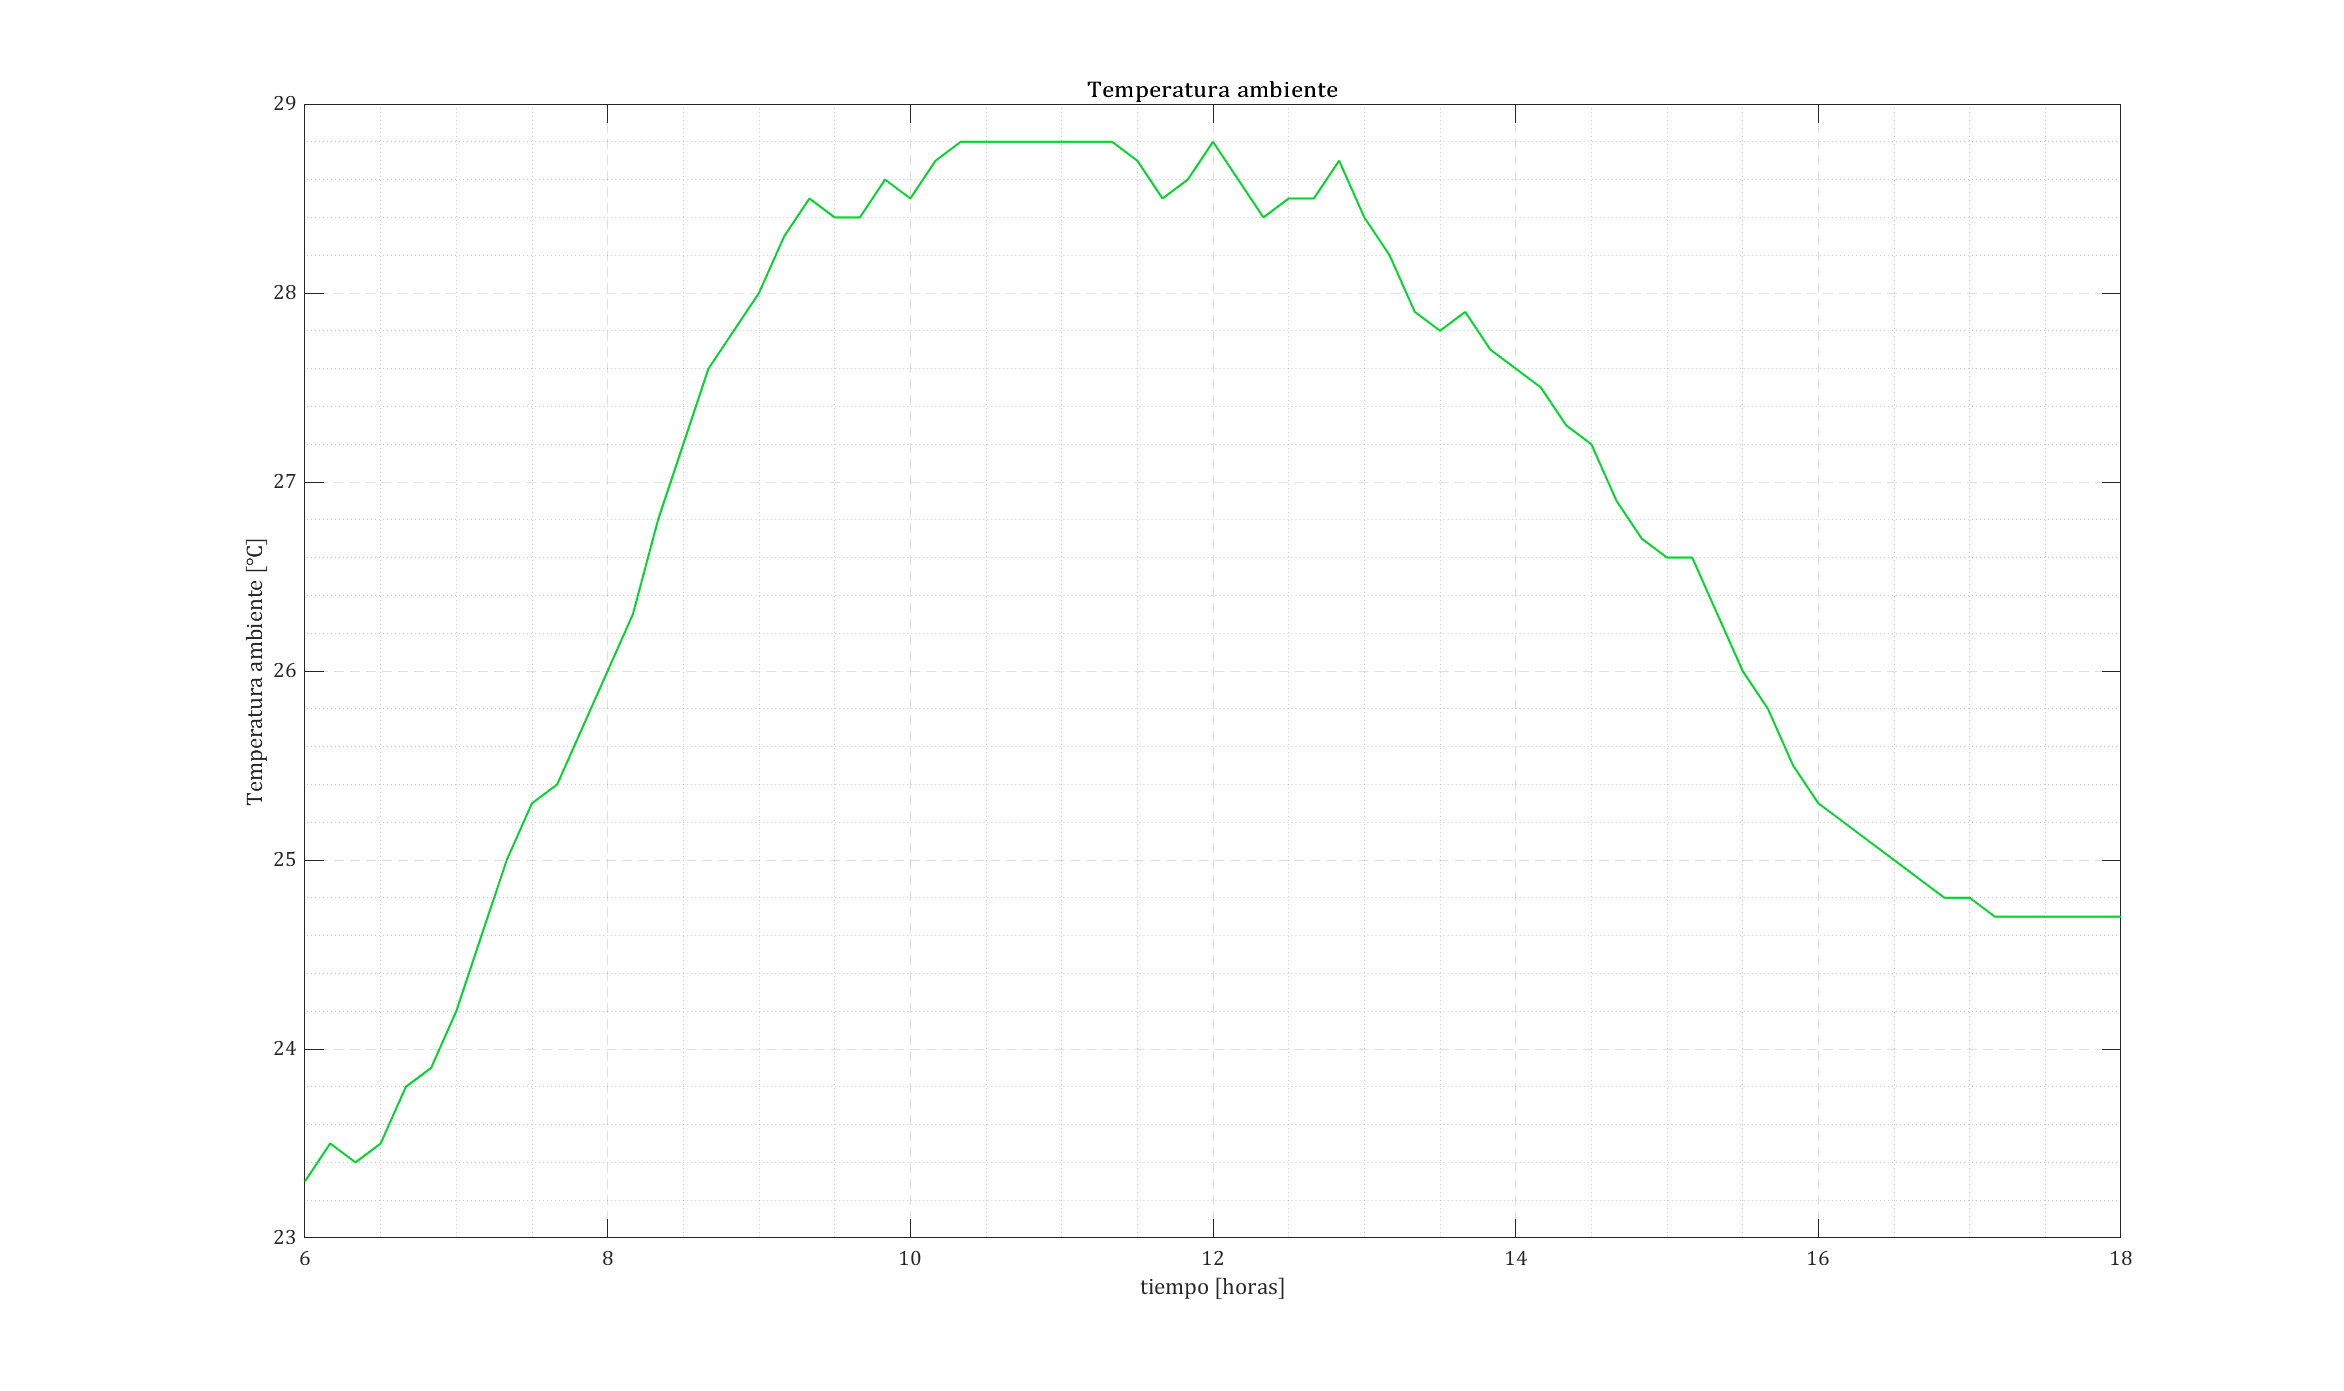 Temperatura ambiente
29
28
27
26
25
24
23
Temperatura ambiente [°C]
6 8 10 12 14 16 18
tiempo [horas]